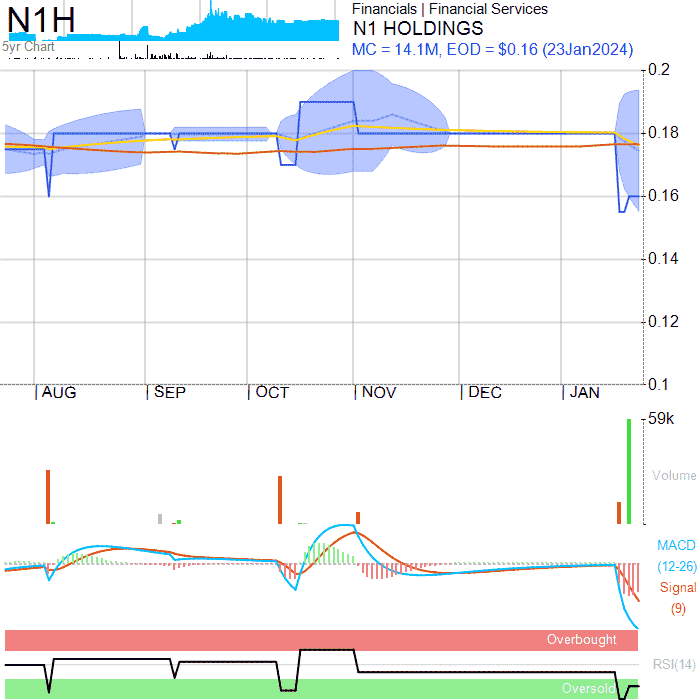 N1H
Financials | Financial Services
N1 HOLDINGS
MC = 14.1M, EOD = $0.16 (23Jan2024)
5yr Chart
0.2
0.18
0.16
0.14
0.12
0.1
AUG SEP OCT NOV DEC JAN
59k
Volume
MACD
(12-26)
Signal
(9)
Overbought
RSI(14)
Oversold